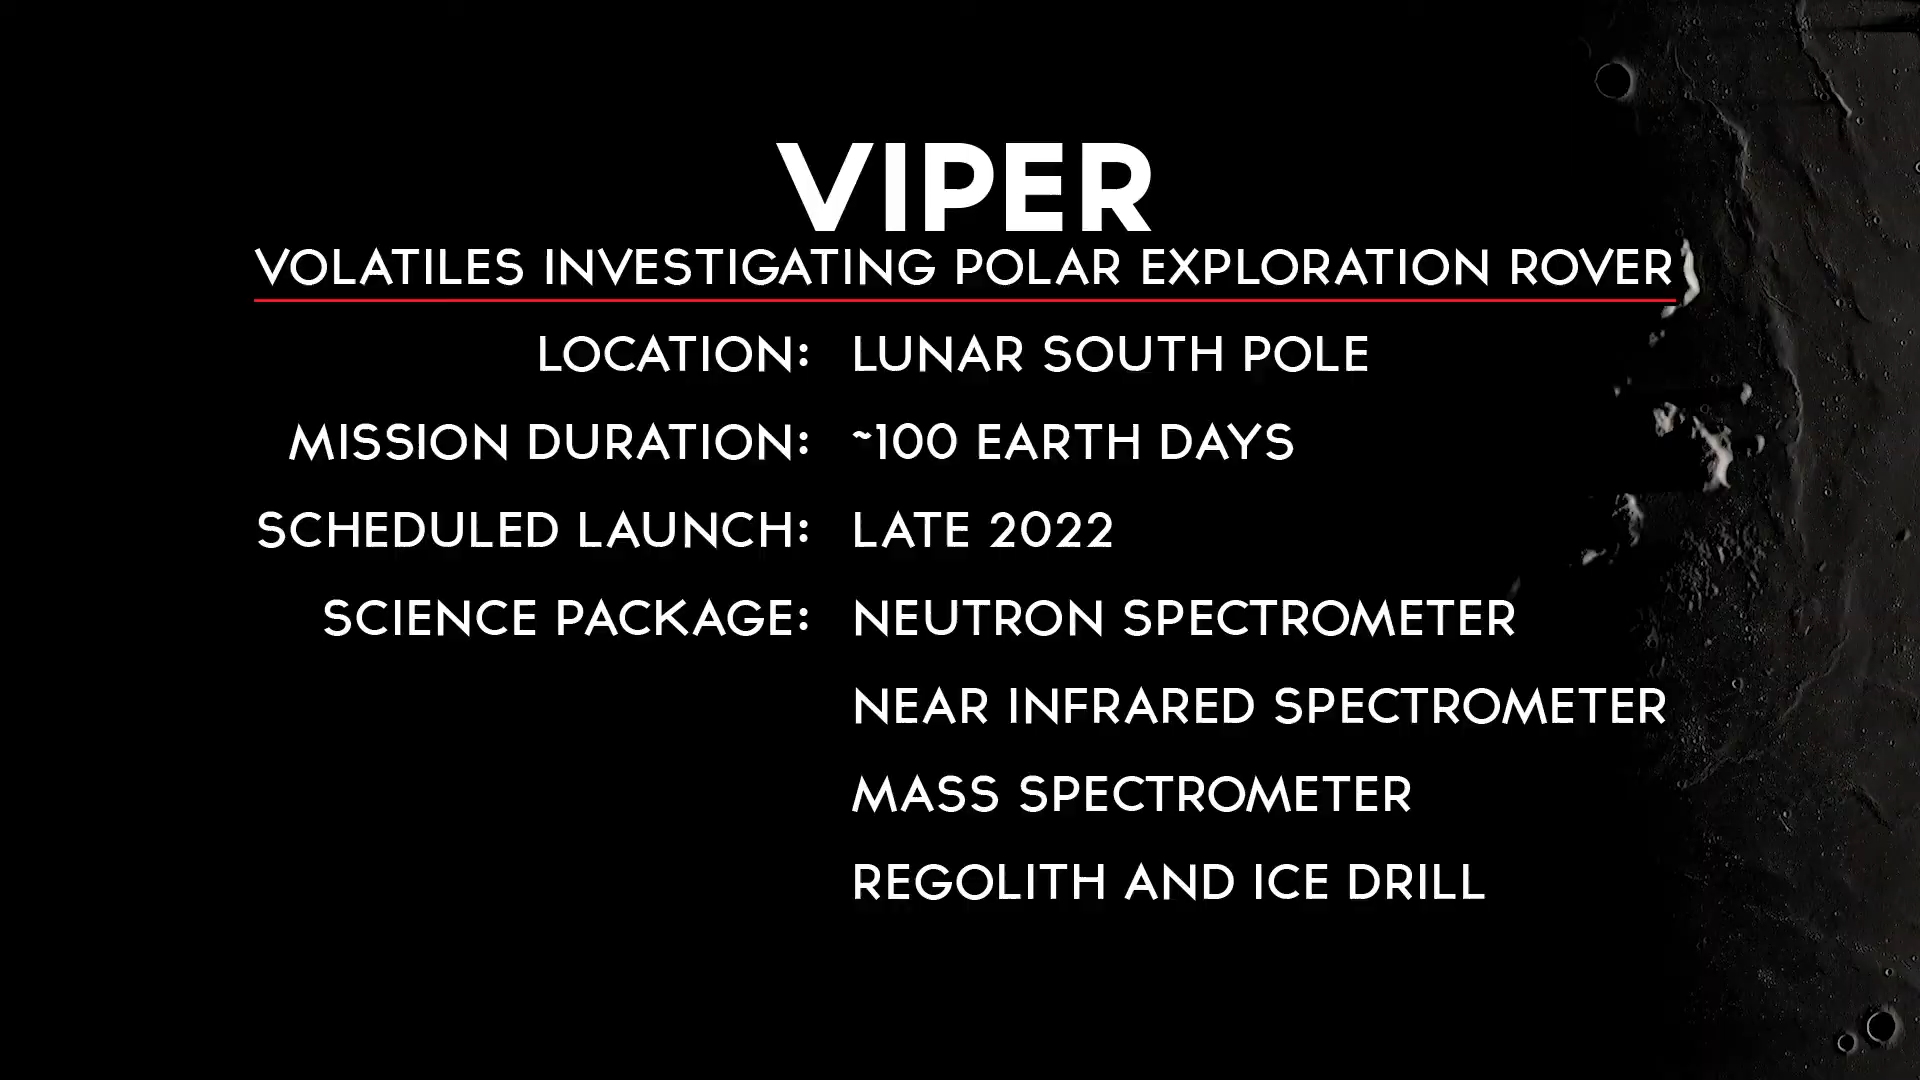 VIPER
VOLATILES INVESTIGATING POLAR EXPLORATION ROVER
LOCATION: LUNAR SOUTH POLE
MISSION DURATION: ~100 EARTH DAYS
SCHEDULED LAUNCH: LATE 2022
SCIENCE PACKAGE: NEUTRON SPECTROMETER
NEAR INFRARED SPECTROMETER
MASS SPECTROMETER
REGOLITH AND ICE DRILL